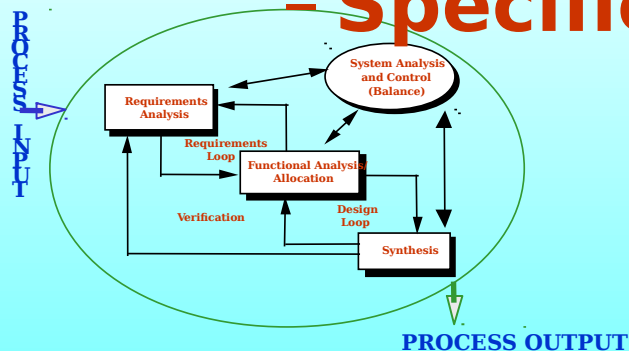 – Specific
PROCESS INPUT
System Analysis
and Control
(Balance)
Requirements
Analysis
Requirements
Loop
Functional Analysis/
Allocation
Verification
Design
Loop
Synthesis
PROCESS OUTPUT